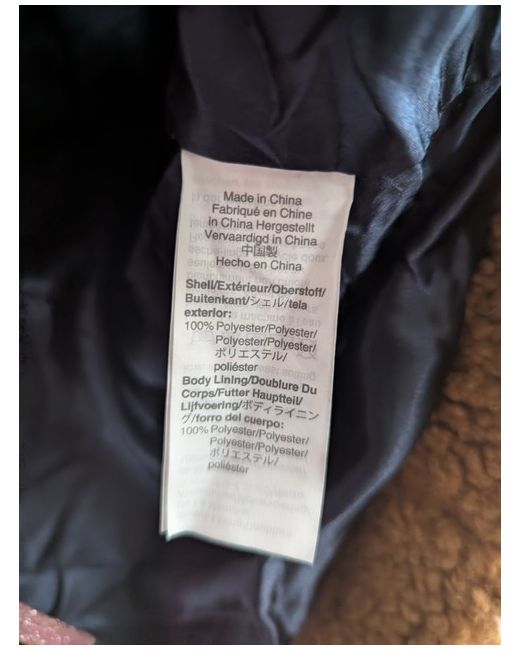 Made in China
Fabriqué en Chine
in China Hergestellt
Vervaardigd in China
中国製
Hecho en China
Shell/Extérieur/Oberstoff/
Buitenkant/シェル/tela
exterior:
100% Polyester/Polyester/
Polyester/Polyester/
ポリエステル/
poliéster
Body Lining/Doublure Du
Corps/Futter Hauptteil/
Lijfvoering/ボディライニン
グ/forro del cuerpo:
100% Polyester/Polyester/
Polyester/Polyester/
ポリエステル/
poliéster